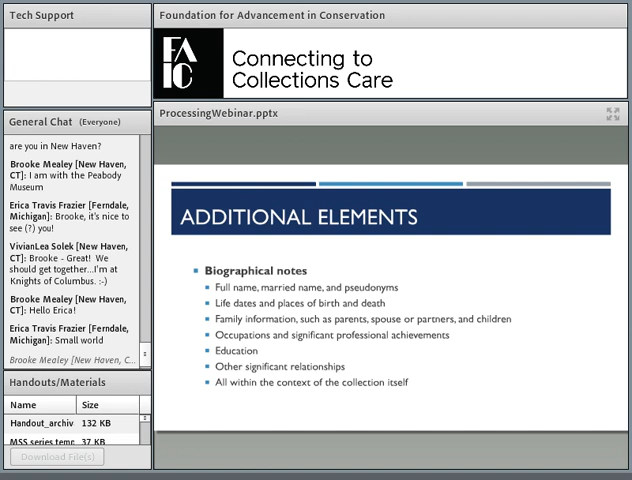 Tech Support
Foundation for Advancement in Conservation
FAIC
Connecting to
Collections Care
General Chat (Everyone)
are you in New Haven?
Brooke Mealey [New Haven,
CT]: I am with the Peabody
Museum
Erica Travis Frazier [Ferndale,
Michigan]: Brooke, it's nice to
see (?) you!
VivianLea Solek [New Haven,
CT]: Brooke - Great! We
should get together...I'm at
Knights of Columbus. :-)
Brooke Mealey [New Haven,
CT]: Hello Erica!
Erica Travis Frazier [Ferndale,
Michigan]: Small world
Brooke Mealey [New Haven, C...
Handouts/Materials
Name Size
Handout_archiv 132 KB
MSS series temp 37 KB
Download File(s)
ProcessingWebinar.pptx
ADDITIONAL ELEMENTS
Biographical notes
Full name, married name, and pseudonyms
Life dates and places of birth and death
Family information, such as parents, spouse or partners, and children
Occupations and significant professional achievements
Education
Other significant relationships
All within the context of the collection itself